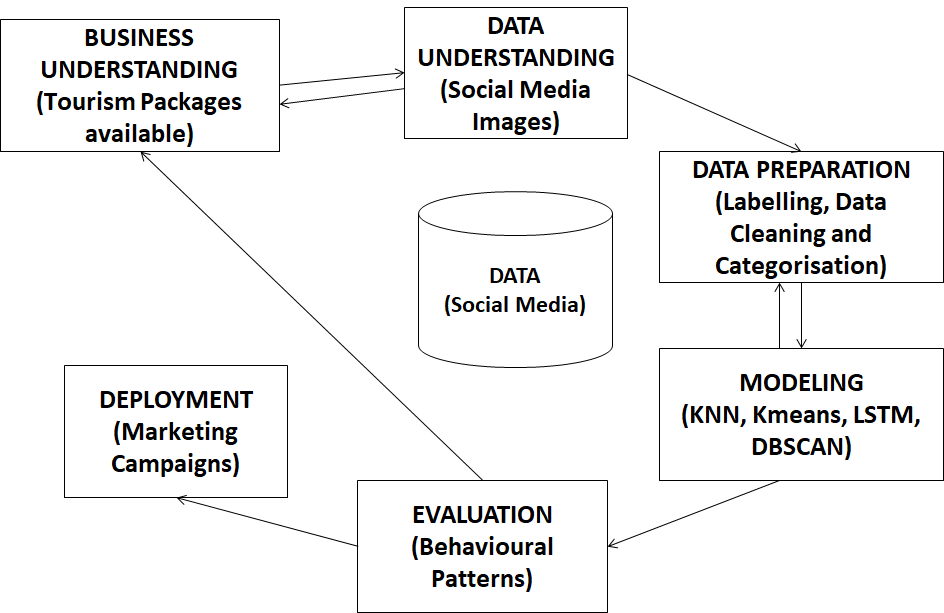 BUSINESS
UNDERSTANDING
(Tourism Packages
available)
DATA
UNDERSTANDING
(Social Media
Images)
DATA PREPARATION
(Labelling, Data
Cleaning and
Categorisation)
DATA
(Social Media)
MODELING
(KNN, Kmeans, LSTM,
DBSCAN)
DEPLOYMENT
(Marketing
Campaigns)
EVALUATION
(Behavioural
Patterns)